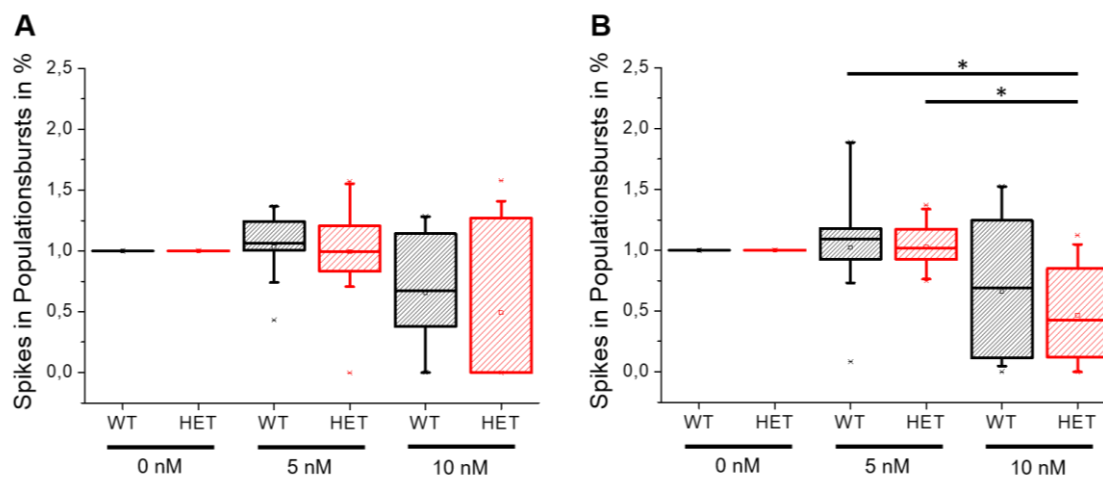 A
Spikes in Populationsbursts in %
2,5
2,0
1,5
1,0
0,5
0,0
WT HET WT HET WT HET
0 nM 5 nM 10 nM
B
Spikes in Populationsbursts in %
2,5
2,0
1,5
1,0
0,5
0,0
*
*
WT HET WT HET WT HET
0 nM 5 nM 10 nM